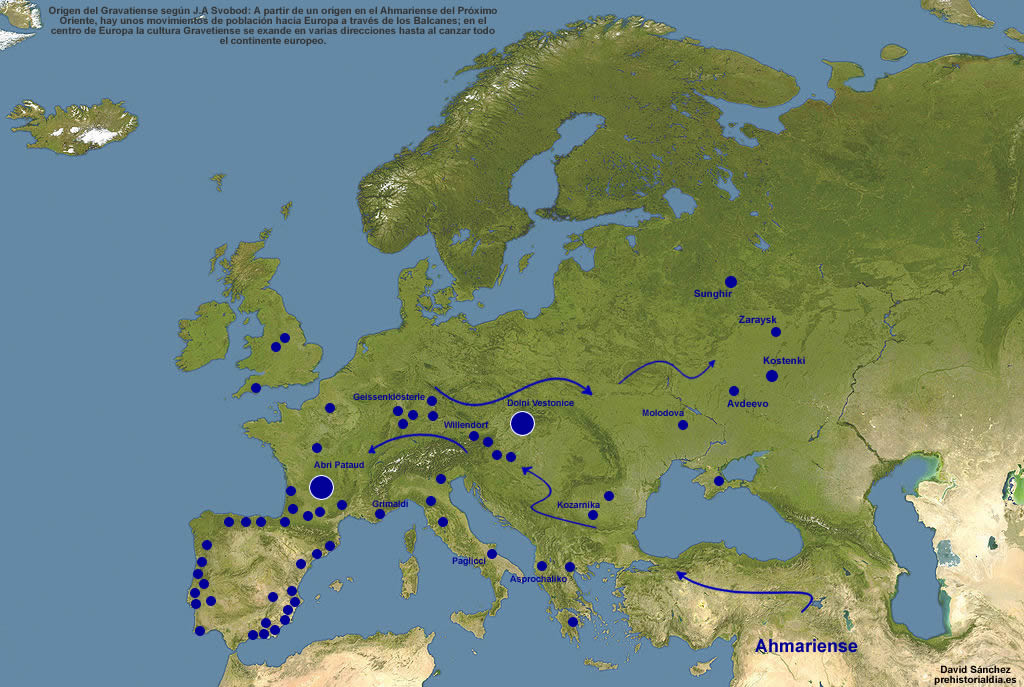 Origen del Gravatiense según J.A Svobod: A partir de un origen en el Ahmariense del Próximo
Oriente, hay unos movimientos de población hacia Europa a través de los Balcanes; en el
centro de Europa la cultura Gravetiense se exande en varias direcciones hasta al canzar todo
el continente europeo.
Sunghir
Zaraysk
Kostenki
Avdeevo
Geissenklösterle
Dolni Vestonice
Molodova
Willendorf
Abri Pataud
Grimaldi
Kozarnika
Paglicci
Asprochaliko
Ahmariense
David Sánchez
prehistorialdia.es